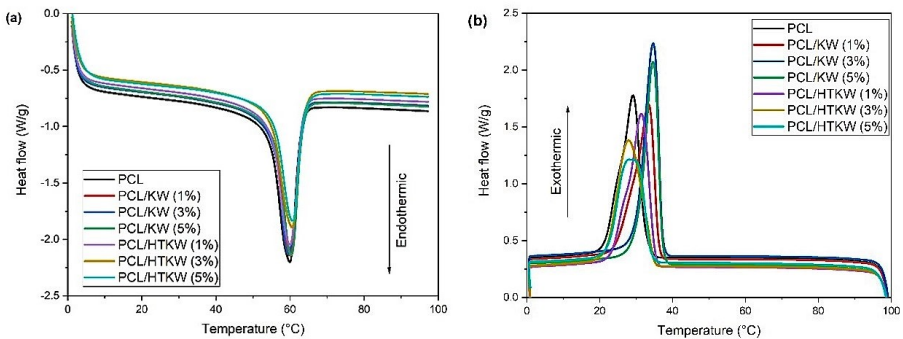 (a)
0.0
-0.5
-1.0
-1.5
-2.0
-2.5
Heat flow (W/g)
PCL
PCL/KW (1%)
PCL/KW (3%)
PCL/KW (5%)
PCL/HTKW (1%)
PCL/HTKW (3%)
PCL/HTKW (5%)
Endothermic
0
20
40
60
80
100
Temperature (°C)
(b)
2.5
2.0
1.5
1.0
0.5
0.0
Heat flow (W/g)
Exothermic
PCL
PCL/KW (1%)
PCL/KW (3%)
PCL/KW (5%)
PCL/HTKW (1%)
PCL/HTKW (3%)
PCL/HTKW (5%)
0
20
40
60
80
100
Temperature (°C)